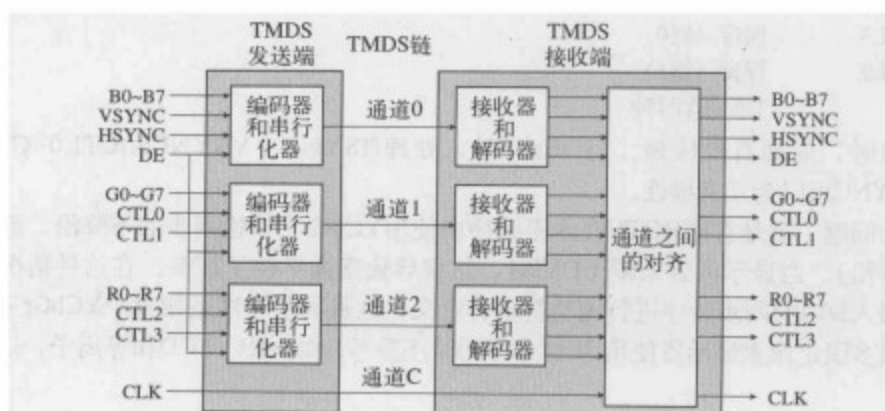 TMDS
发送端
TMDS链
TMDS
接收端
B0~B7
VSYNC
HSYNC
DE
编码器
和串行
化器
通道0
接收器
和
解码器
B0~B7
VSYNC
HSYNC
DE
G0~G7
CTL0
CTL1
编码器
和串行
化器
通道1
接收器
和
解码器
通道之间
的对齐
G0~G7
CTL0
CTL1
R0~R7
CTL2
CTL3
编码器
和串行
化器
通道2
接收器
和
解码器
R0~R7
CTL2
CTL3
CLK
通道C
CLK